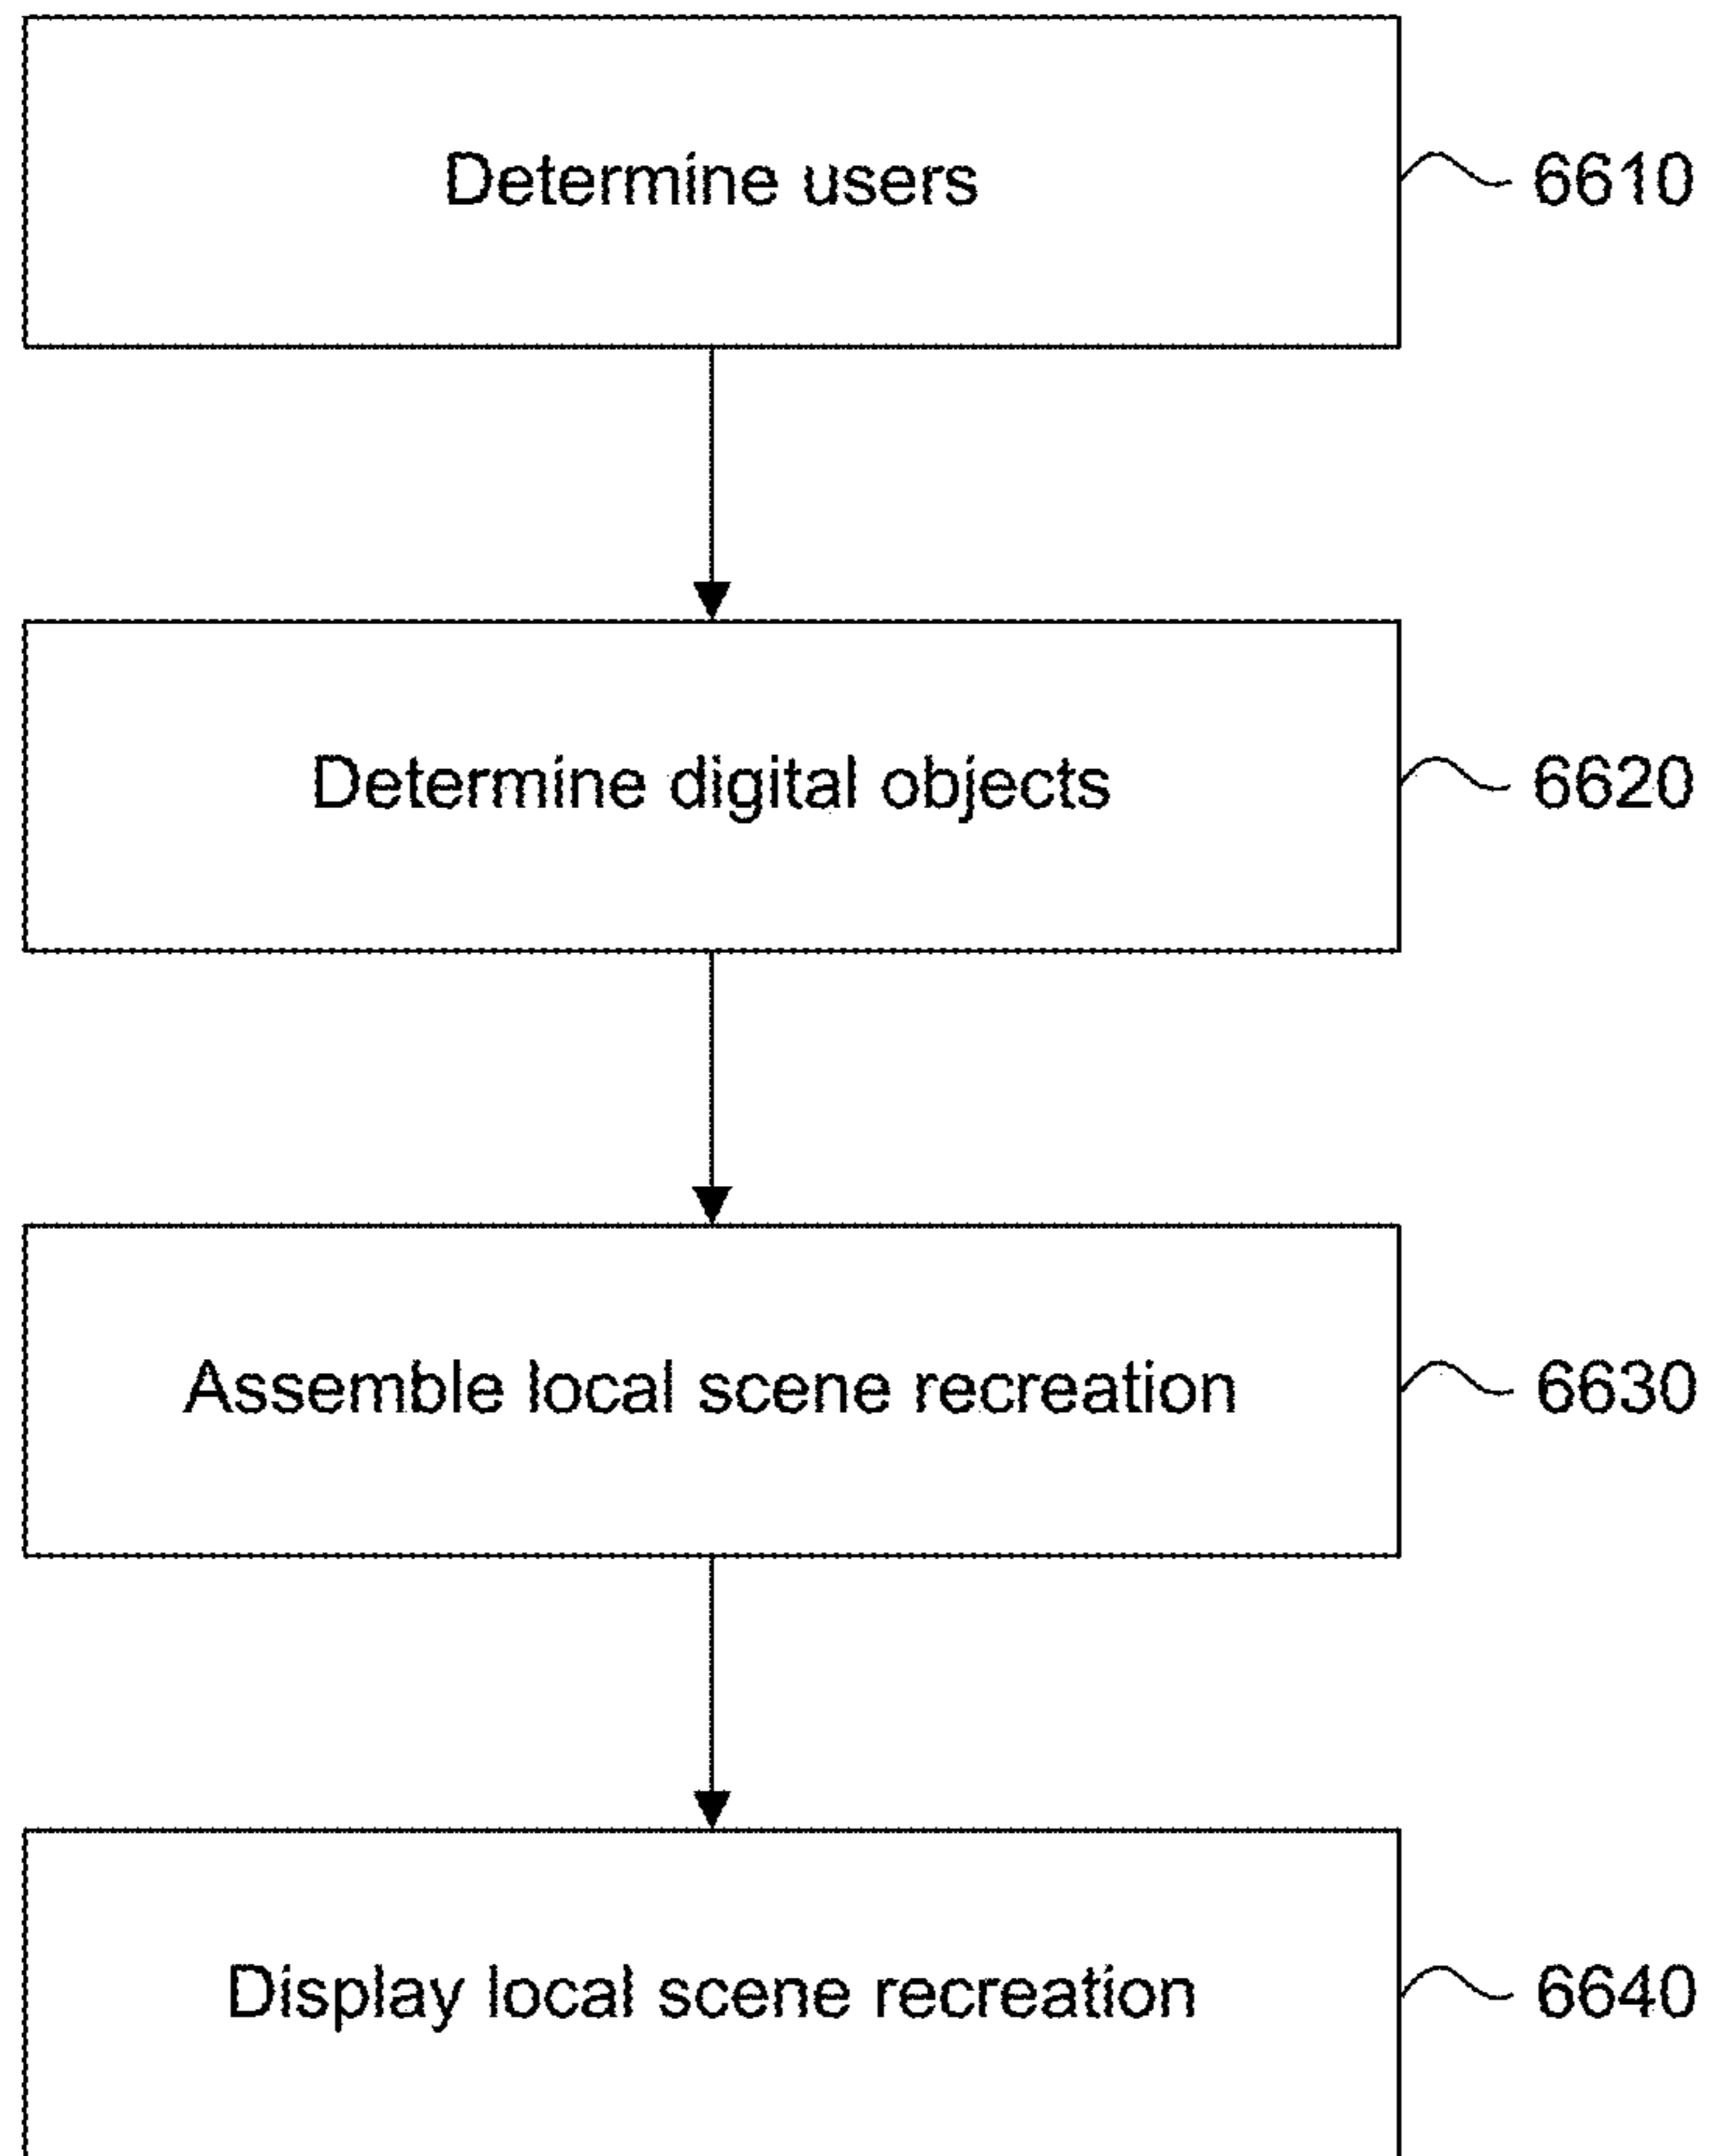 Determine users
6610
Determine digital objects
6620
Assemble local scene recreation
6630
Display local scene recreation
6640